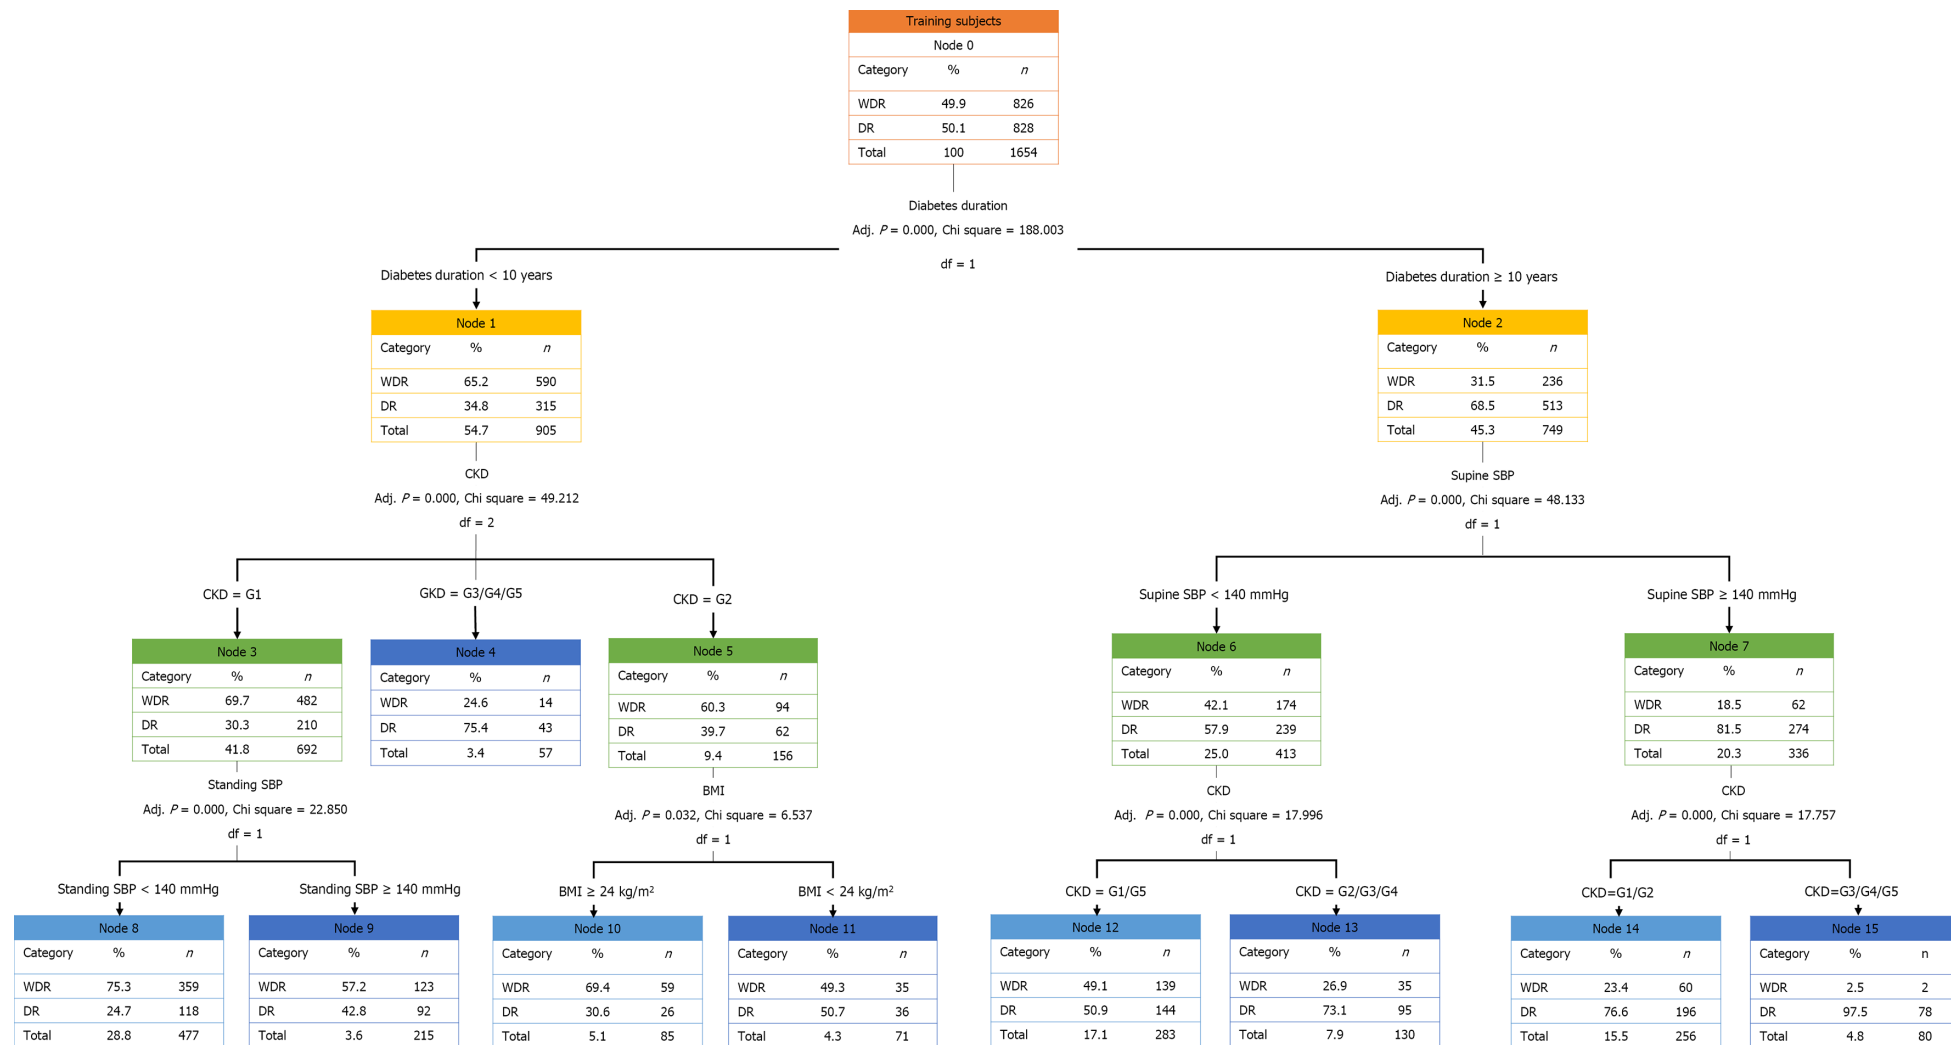 Training subjects
Node 0
Category % n
WDR 49.9 826
DR 50.1 828
Total 100 1654
Diabetes duration
Adj. P = 0.000, Chi square = 188.003
df = 1
Diabetes duration < 10 years
Diabetes duration ≥ 10 years
Node 1
Category % n
WDR 65.2 590
DR 34.8 315
Total 54.7 905
CKD
Adj. P = 0.000, Chi square = 49.212
df = 2
Node 2
Category % n
WDR 31.5 236
DR 68.5 513
Total 45.3 749
Supine SBP
Adj. P = 0.000, Chi square = 48.133
df = 1
CKD = G1
GKD = G3/G4/G5
CKD = G2
Supine SBP < 140 mmHg
Supine SBP ≥ 140 mmHg
Node 3
Category % n
WDR 69.7 482
DR 30.3 210
Total 41.8 692
Standing SBP
Adj. P = 0.000, Chi square = 22.850
df = 1
Node 4
Category % n
WDR 24.6 14
DR 75.4 43
Total 3.4 57
Node 5
Category % n
WDR 60.3 94
DR 39.7 62
Total 9.4 156
BMI
Adj. P = 0.032, Chi square = 6.537
df = 1
Node 6
Category % n
WDR 42.1 174
DR 57.9 239
Total 25.0 413
CKD
Adj. P = 0.000, Chi square = 17.996
df = 1
Node 7
Category % n
WDR 18.5 62
DR 81.5 274
Total 20.3 336
CKD
Adj. P = 0.000, Chi square = 17.757
df = 1
Standing SBP < 140 mmHg
Standing SBP ≥ 140 mmHg
BMI ≥ 24 kg/m²
BMI < 24 kg/m²
CKD = G1/G5
CKD = G2/G3/G4
CKD=G1/G2
CKD=G3/G4/G5
Node 8
Category % n
WDR 75.3 359
DR 24.7 118
Total 28.8 477
Node 9
Category % n
WDR 57.2 123
DR 42.8 92
Total 3.6 215
Node 10
Category % n
WDR 69.4 59
DR 30.6 26
Total 5.1 85
Node 11
Category % n
WDR 49.3 35
DR 50.7 36
Total 4.3 71
Node 12
Category % n
WDR 49.1 139
DR 50.9 144
Total 17.1 283
Node 13
Category % n
WDR 26.9 35
DR 73.1 95
Total 7.9 130
Node 14
Category % n
WDR 23.4 60
DR 76.6 196
Total 15.5 256
Node 15
Category % n
WDR 2.5 2
DR 97.5 78
Total 4.8 80